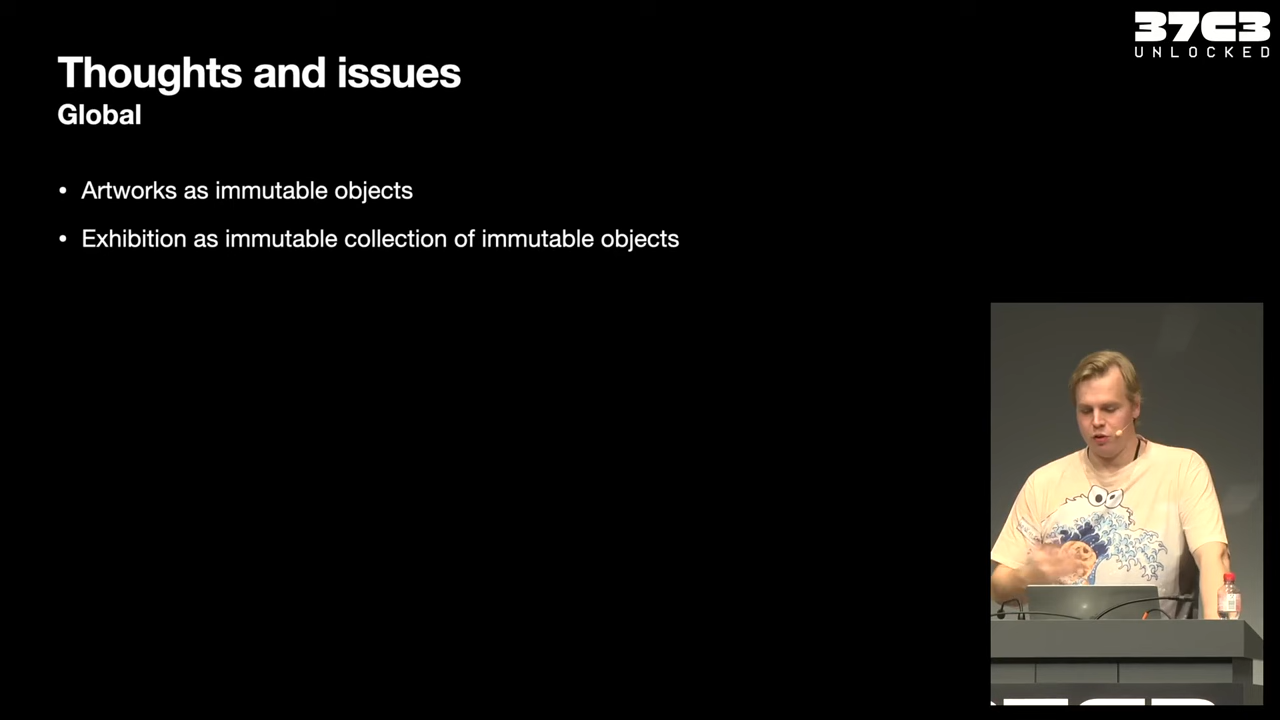 37C3
UNLOCKED
Thoughts and issues
Global
• Artworks as immutable objects
• Exhibition as immutable collection of immutable objects